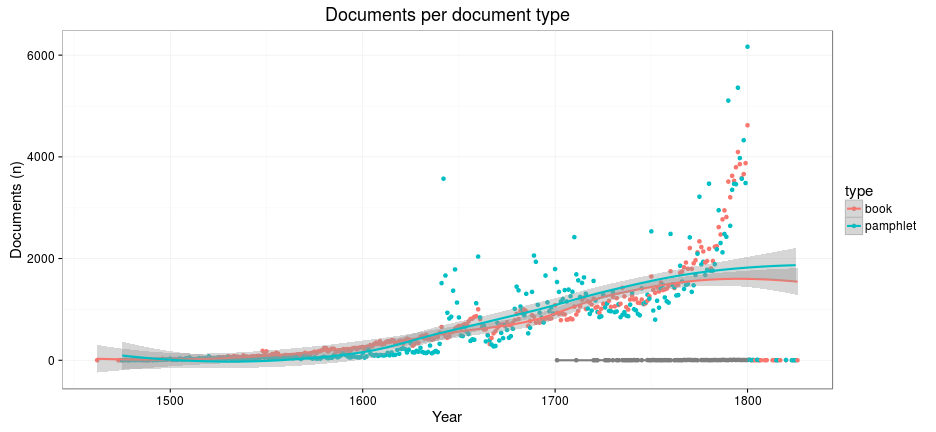 Documents per document type
Documents (n)
6000
4000
2000
0
1500
1600
1700
1800
Year
type
book
pamphlet